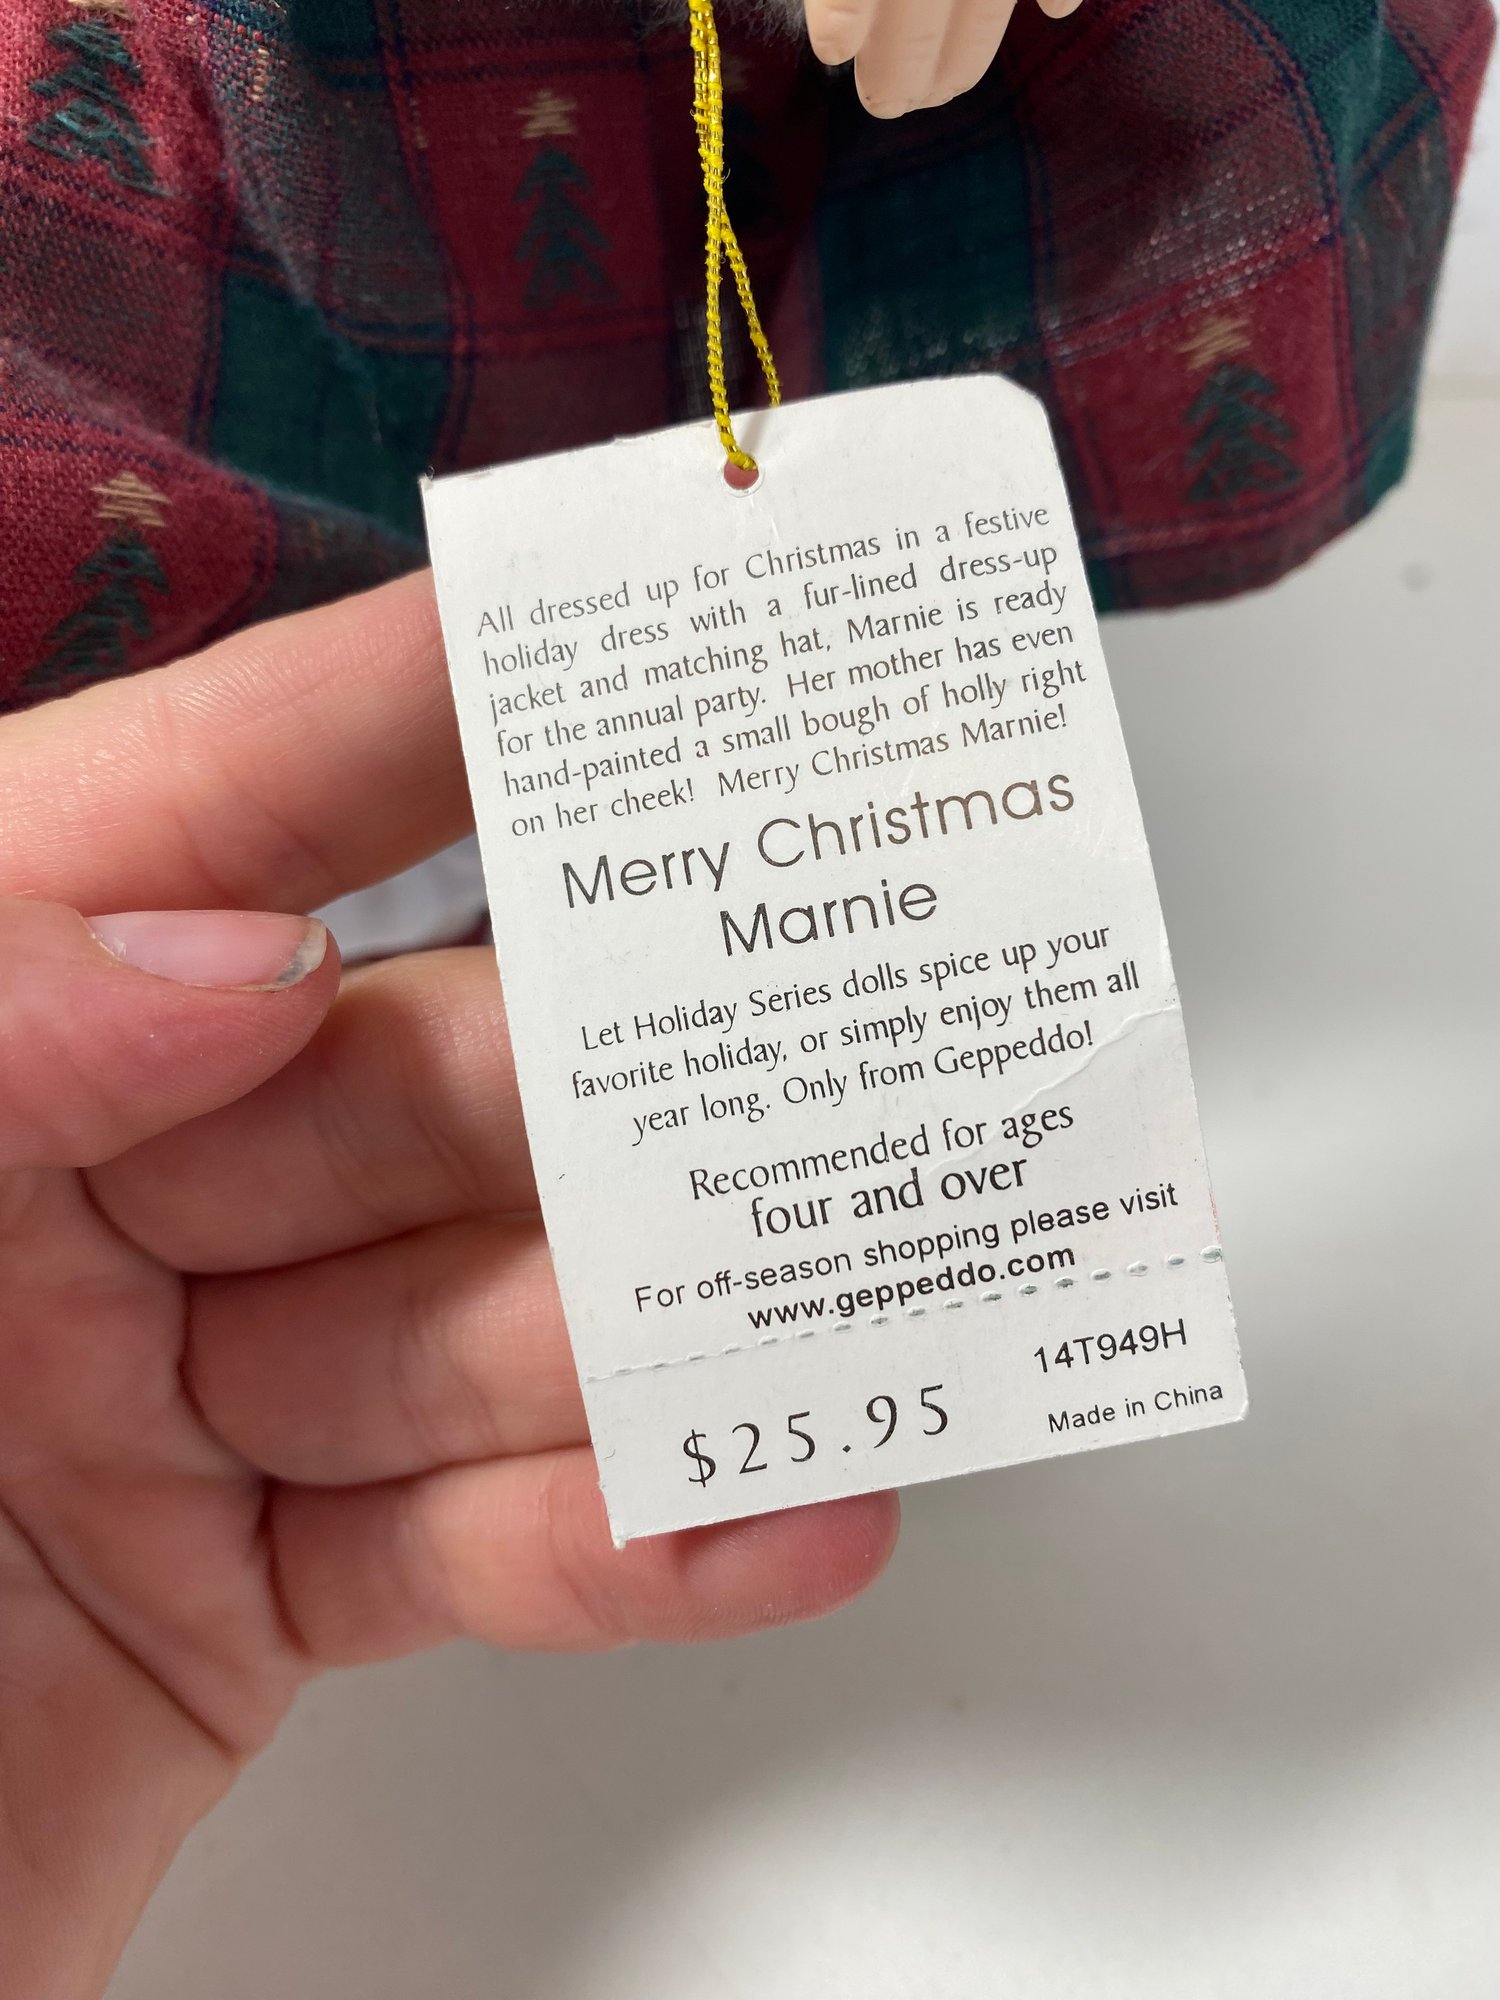 All dressed up for Christmas in a festive
holiday dress with a fur-lined dress-up
jacket and matching hat, Marnie is ready
for the annual party. Her mother has even
hand-painted a small bough of holly right
on her cheek! Merry Christmas Marnie!
Merry Christmas
Marnie
Let Holiday Series dolls spice up your
favorite holiday, or simply enjoy them all
year long. Only from Geppeddo!
Recommended for ages
four and over
For off-season shopping please visit
www.geppeddo.com
14T949H
$25.95
Made in China